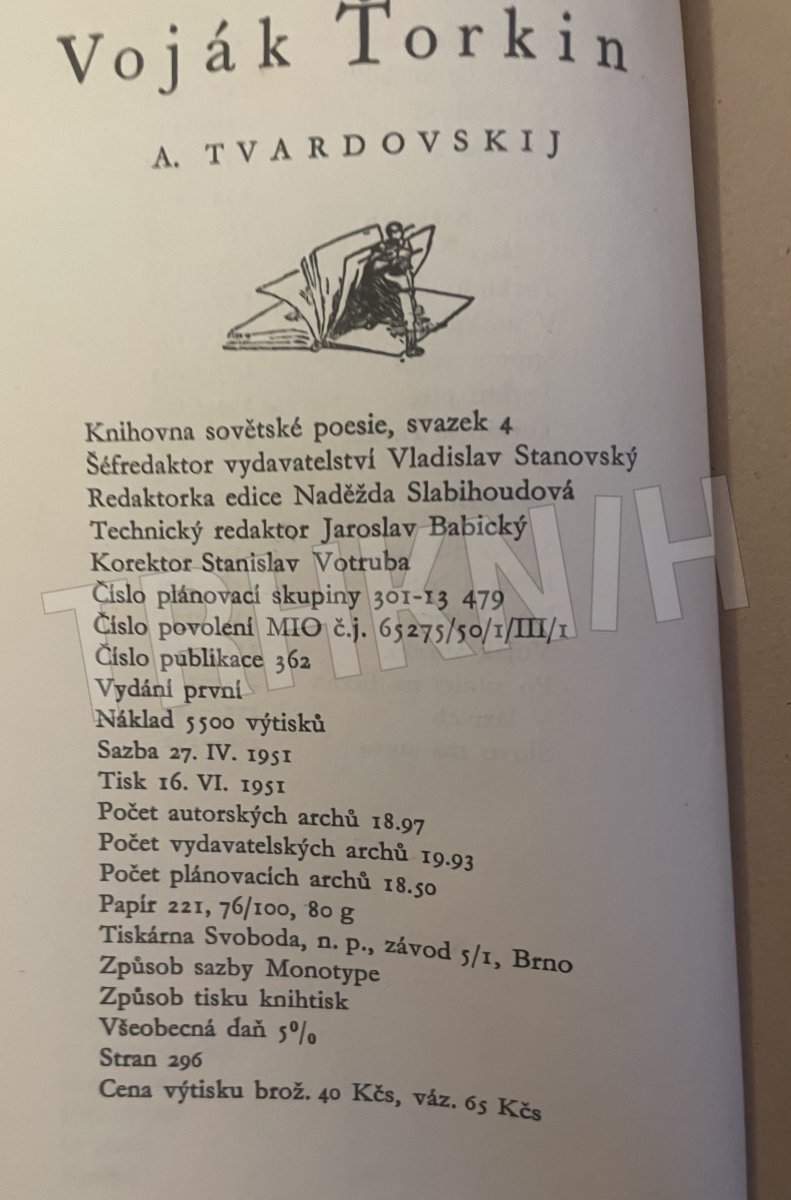 Voják Ťorkin
A. TVARDOVSKIJ
Knihovna sovětské poesie, svazek 4
Šéfredaktor vydavatelství Vladislav Stanovský
Redaktorka edice Naděžda Slabihoudová
Technický redaktor Jaroslav Babický
Korektor Stanislav Votruba
Číslo plánovací skupiny 301-13 479
Číslo povolení MIO č.j. 65275/50/1/III/1
Číslo publikace 362
Vydání první
Náklad 5500 výtisků
Sazba 27. IV. 1951
Tisk 16. VI. 1951
Počet autorských archů 18.97
Počet vydavatelských archů 19.93
Počet plánovacích archů 18.50
Papír 221, 76/100, 80 g
Tiskárna Svoboda, n. p., závod 5/1, Brno
Způsob sazby Monotype
Způsob tisku knihtisk
Všeobecná daň 5%
Stran 296
Cena výtisku brož. 40 Kčs, váz. 65 Kčs
TRHKNIH